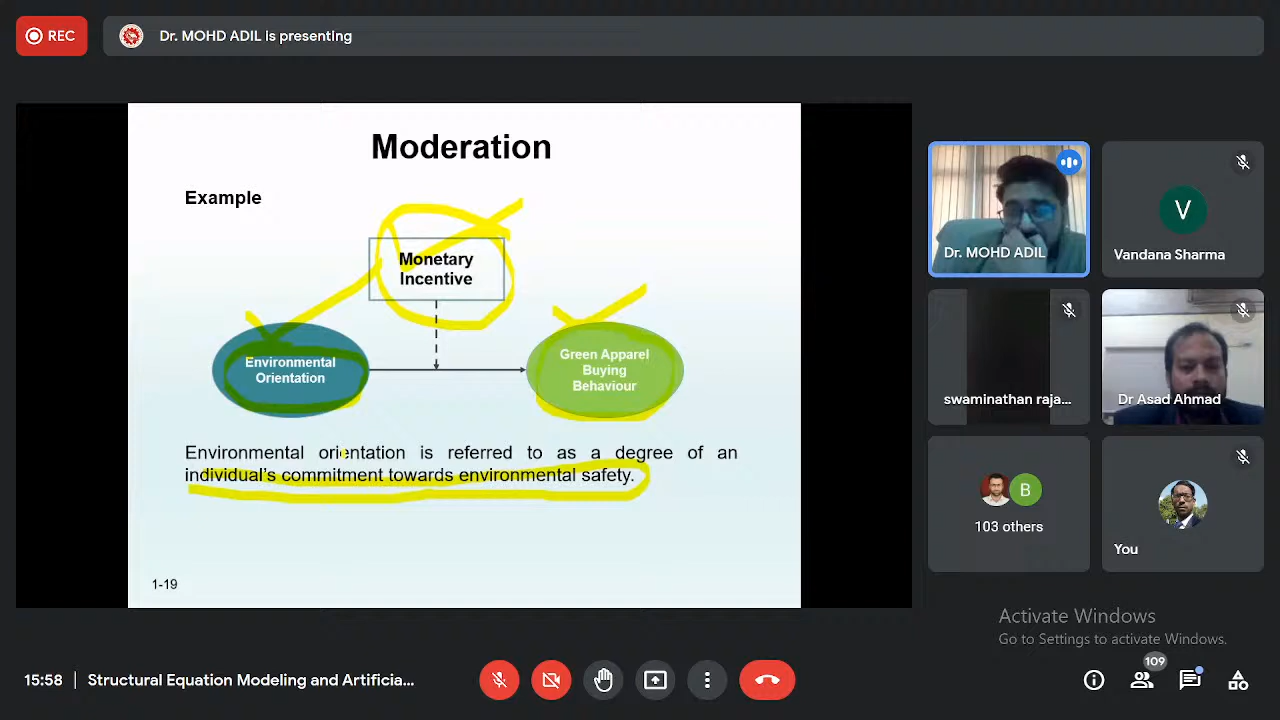 REC
Dr. MOHD ADIL is presenting
Moderation
Example
Monetary
Incentive
Environmental
Orientation
Green Apparel
Buying
Behaviour
Environmental orientation is referred to as a degree of an
individual's commitment towards environmental safety.
1-19
Dr. MOHD ADIL
V
Vandana Sharma
swaminathan raja...
Dr Asad Ahmad
B
103 others
You
Activate Windows
Go to Settings to activate Windows.
15:58
Structural Equation Modeling and Artificia...
109